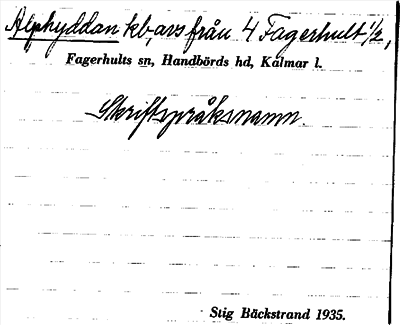 Alphyddan kb, avs från 4 Fagerhult 1/2,
Fagerhults sn, Handbörds hd, Kalmar l.
Skriftspråksnamn.
Stig Bäckstrand 1935.